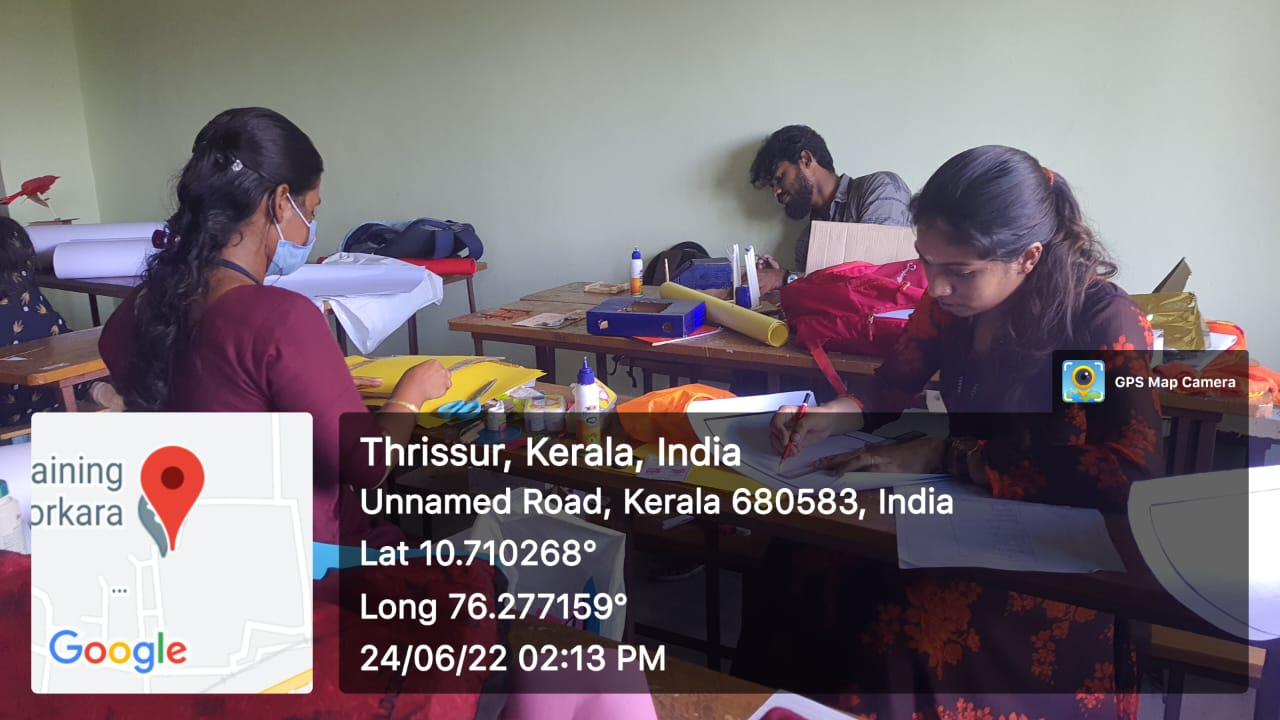 GPS Map Camera
aining
orkara
Google
Thrissur, Kerala, India
Unnamed Road, Kerala 680583, India
Lat 10.710268°
Long 76.277159°
24/06/22 02:13 PM